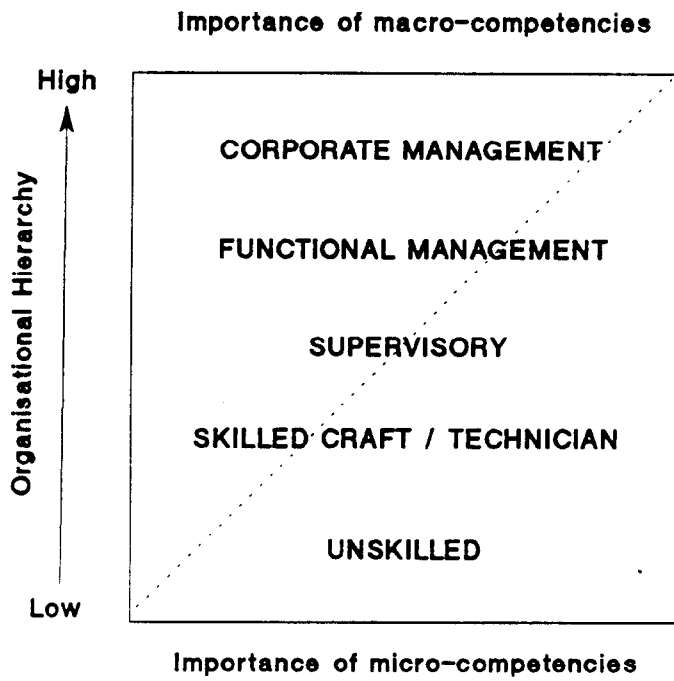 Importance of macro-competencies
High
CORPORATE MANAGEMENT
FUNCTIONAL MANAGEMENT
Organisational Hierarchy
SUPERVISORY
SKILLED CRAFT / TECHNICIAN
UNSKILLED
Low
Importance of micro-competencies